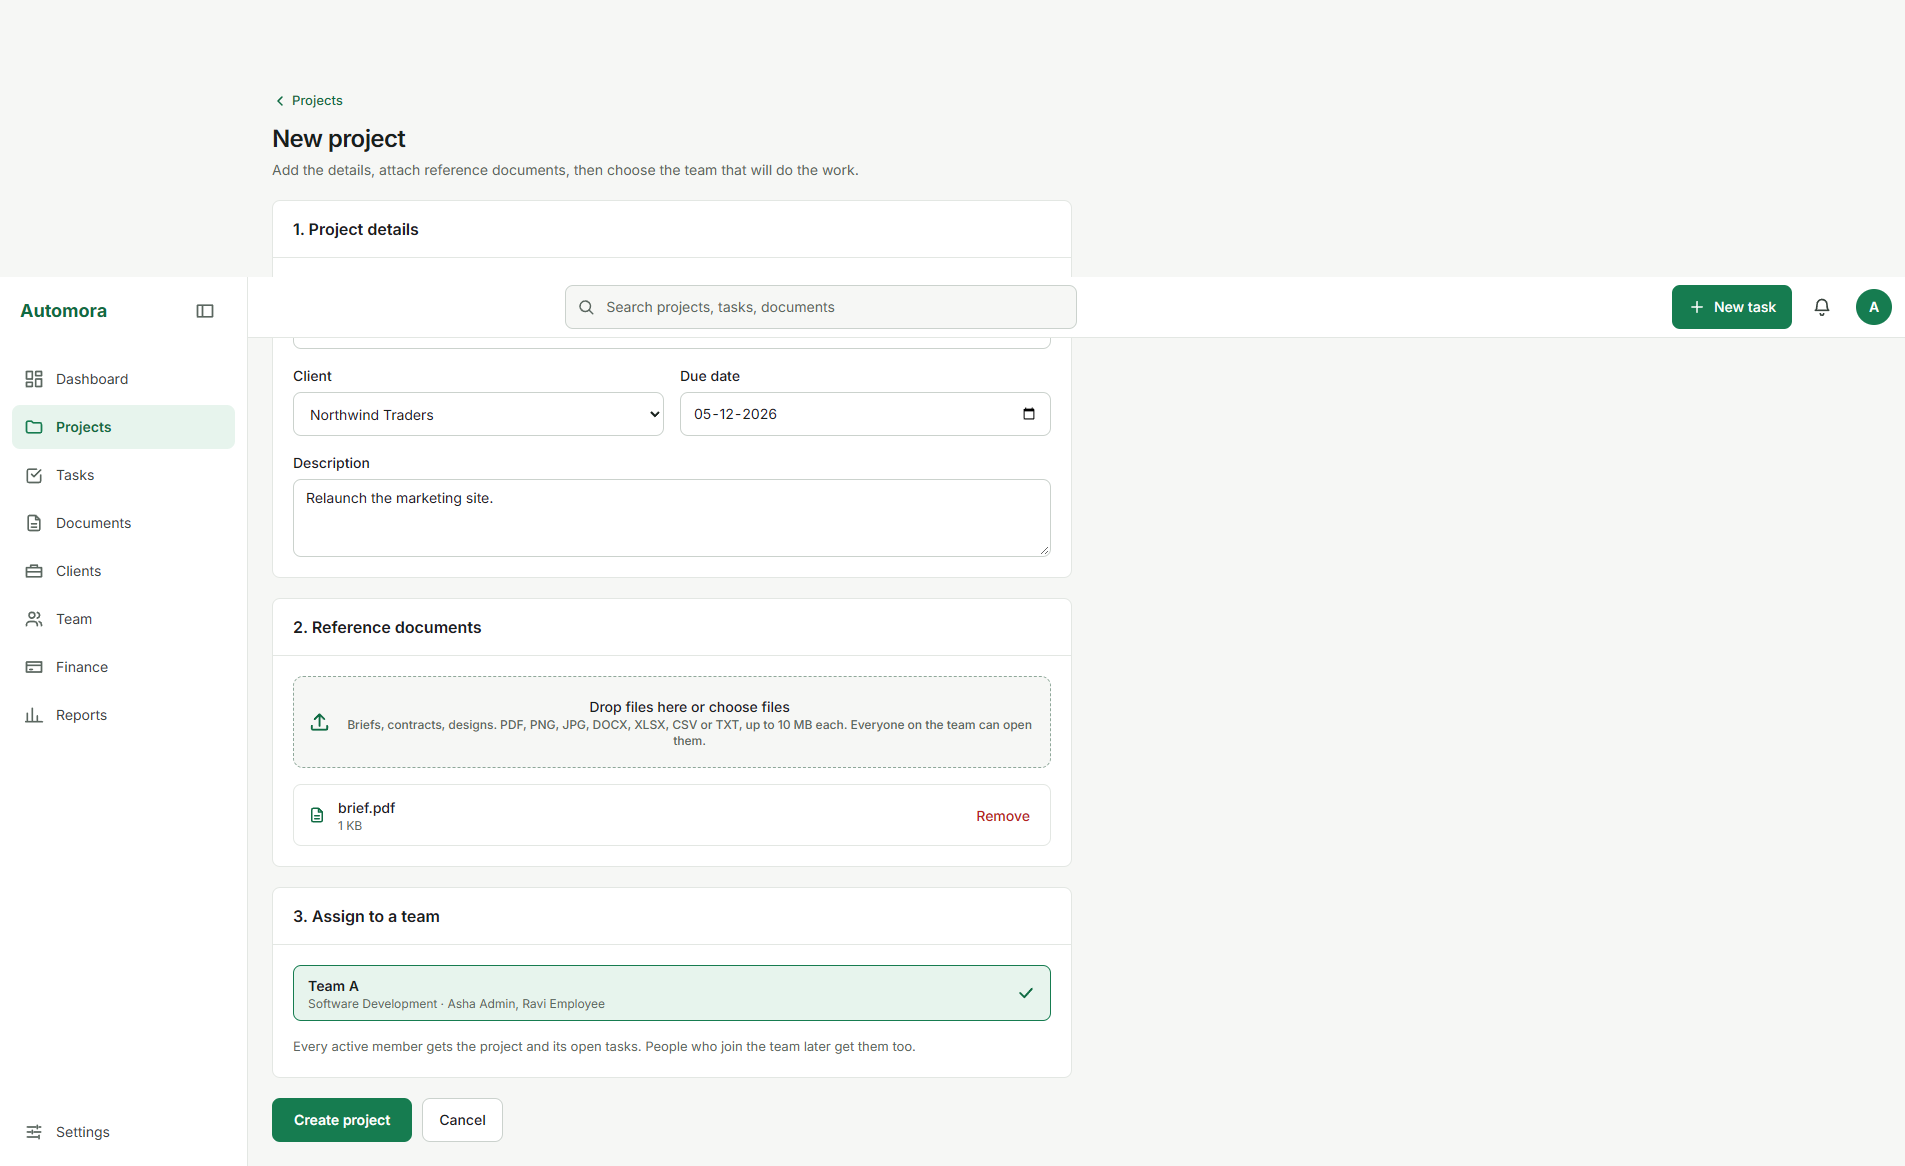 Projects
New project
Add the details, attach reference documents, then choose the team that will do the work.
1. Project details
Automora
Search projects, tasks, documents
New task
A
Dashboard
Projects
Tasks
Documents
Clients
Team
Finance
Reports
Settings
Client
Due date
Northwind Traders
05-12-2026
Description
Relaunch the marketing site.
2. Reference documents
Drop files here or choose files
Briefs, contracts, designs. PDF, PNG, JPG, DOCX, XLSX, CSV or TXT, up to 10 MB each. Everyone on the team can open
them.
brief.pdf
1 KB
Remove
3. Assign to a team
Team A
Software Development · Asha Admin, Ravi Employee
Every active member gets the project and its open tasks. People who join the team later get them too.
Create project
Cancel